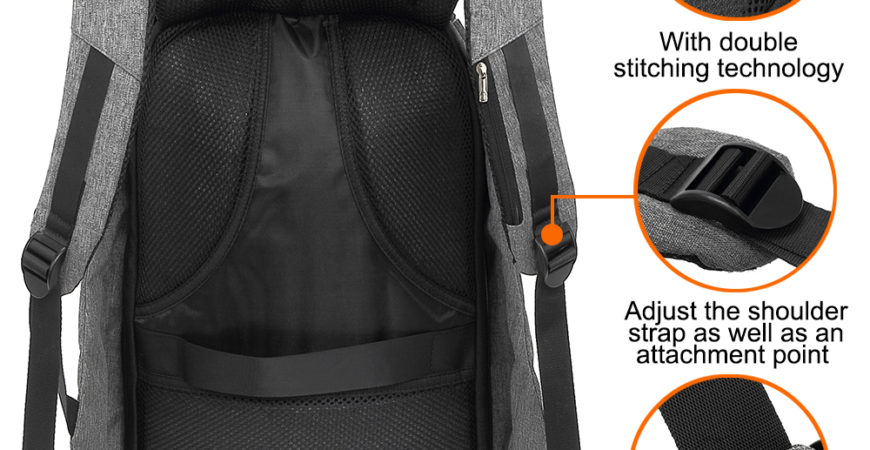 With double
stitching technology
Adjust the shoulder
strap as well as an
attachment point